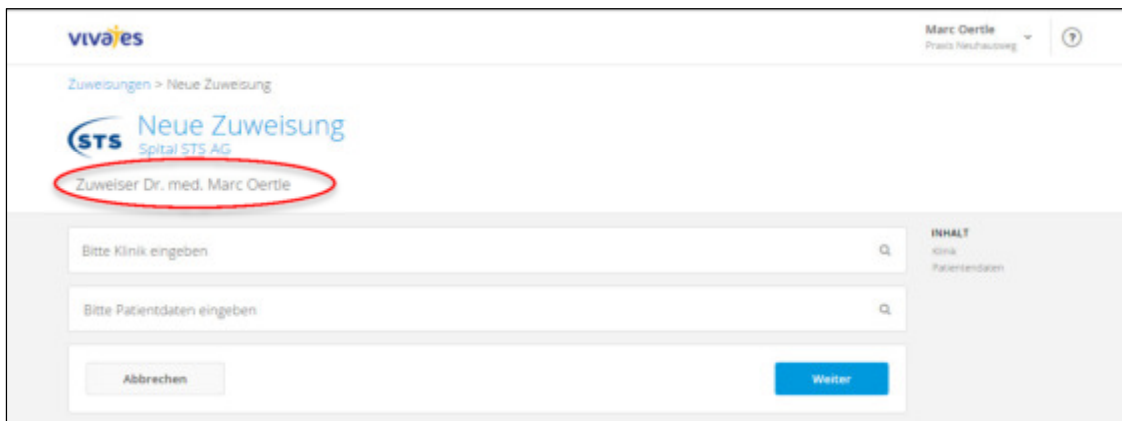 vivates
Marc Oertle
Praxis Neuhausweg
?
Zuweisungen > Neue Zuweisung
STS
Neue Zuweisung
Spital STS AG
Zuweiser Dr. med. Marc Oertle
Bitte Klinik eingeben
Bitte Patientdaten eingeben
INHALT
Klinik
Patientendaten
Abbrechen
Weiter